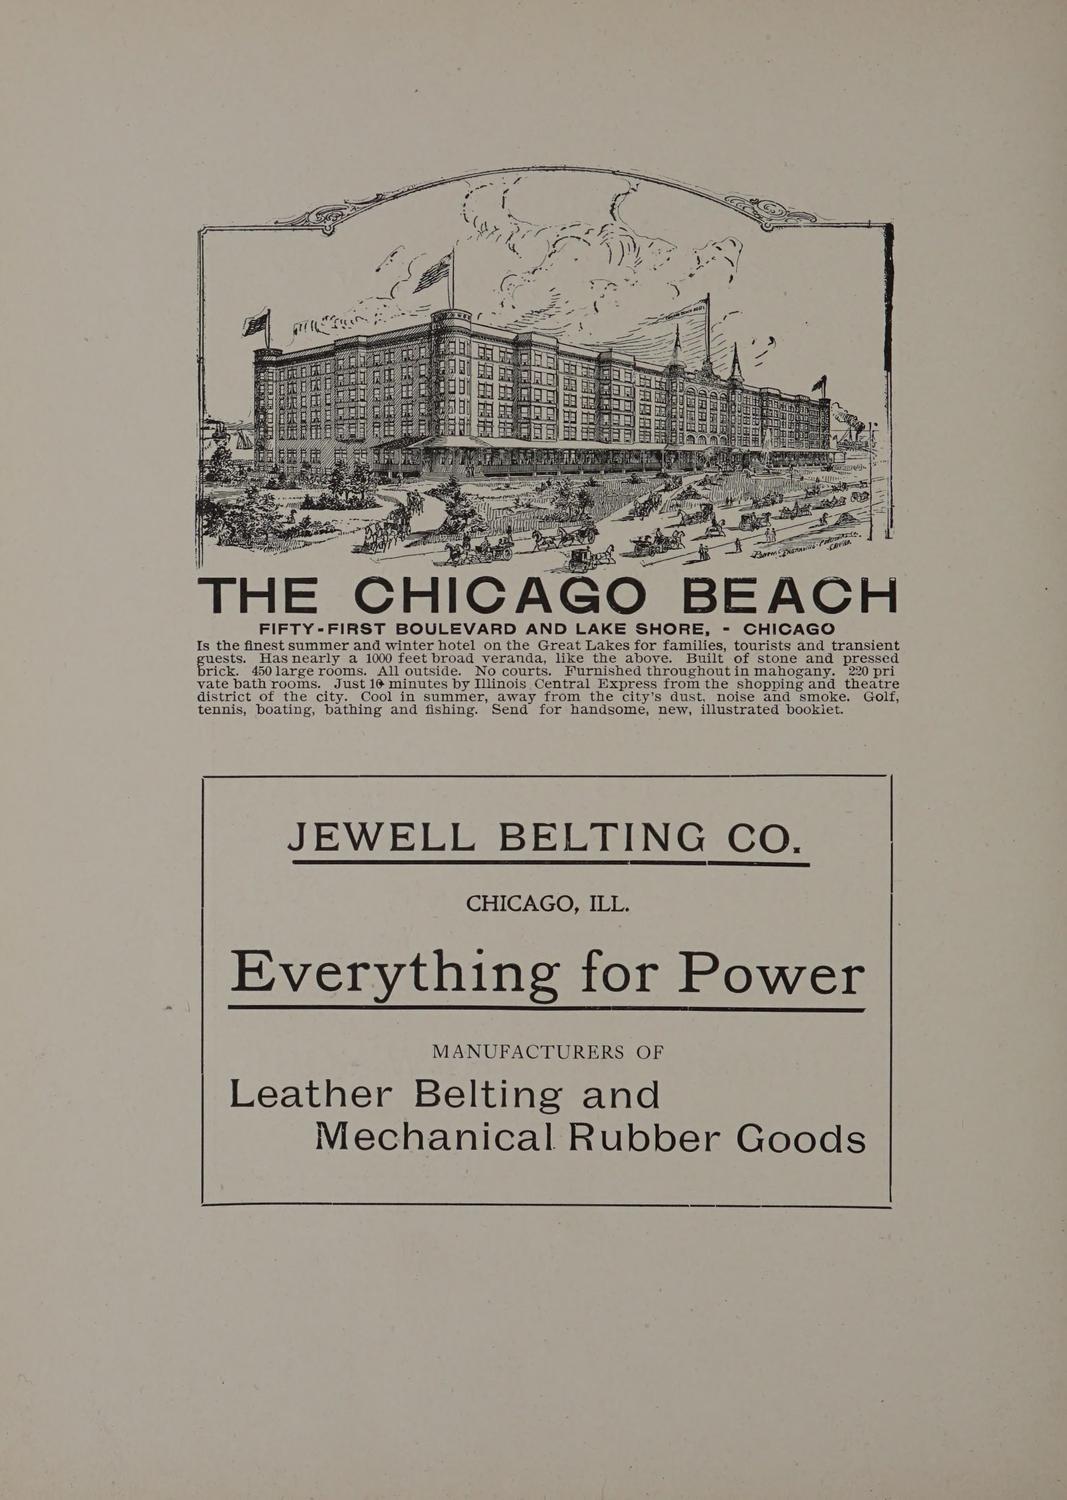 THE CHICAGO BEACH
FIFTY-FIRST BOULEVARD AND LAKE SHORE, - CHICAGO
Is the finest summer and winter hotel on the Great Lakes for families, tourists and transient
guests. Has nearly a 1000 feet broad veranda, like the above. Built of stone and pressed
brick. 450 large rooms. All outside. No courts. Furnished throughout in mahogany. 220 pri
vate bath rooms. Just 10 minutes by Illinois Central Express from the shopping and theatre
district of the city. Cool in summer, away from the city's dust, noise and smoke. Golf,
tennis, boating, bathing and fishing. Send for handsome, new, illustrated booklet.
JEWELL BELTING CO.
CHICAGO, ILL.
Everything for Power
MANUFACTURERS OF
Leather Belting and
Mechanical Rubber Goods